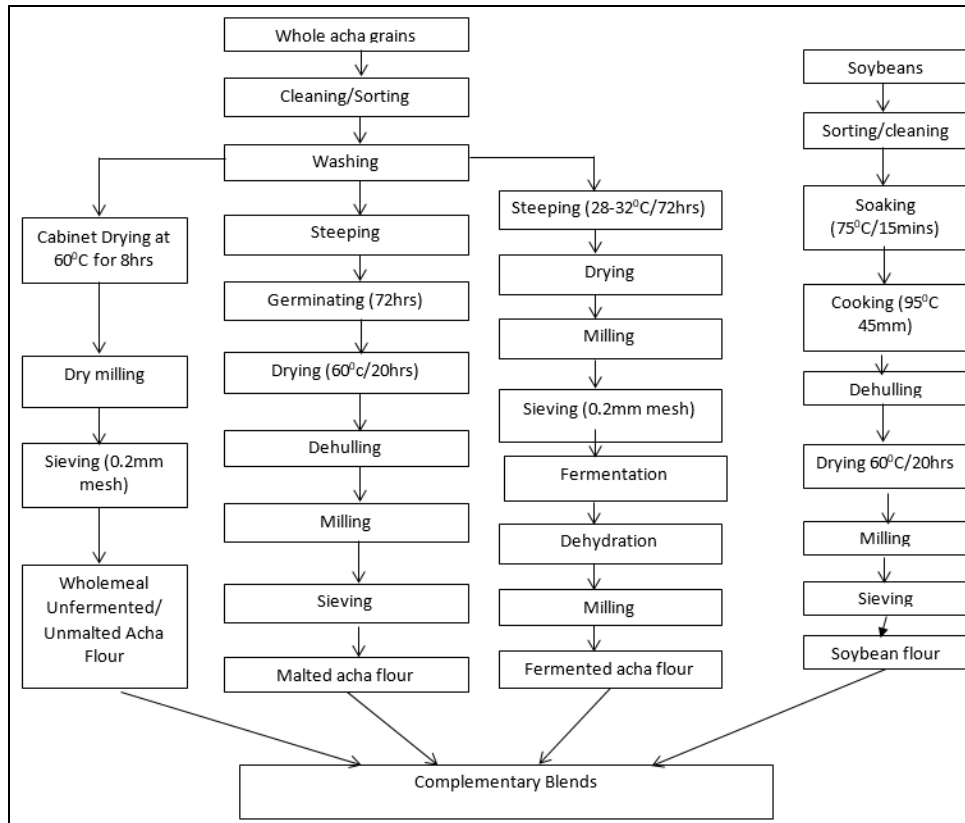 Whole acha grains
Cleaning/Sorting
Washing
Cabinet Drying at
60⁰C for 8hrs
Dry milling
Sieving (0.2mm
mesh)
Wholemeal
Unfermented/
Unmalted Acha
Flour
Steeping
Germinating (72hrs)
Drying (60⁰c/20hrs)
Dehulling
Milling
Sieving
Malted acha flour
Steeping (28-32⁰C/72hrs)
Drying
Milling
Sieving (0.2mm mesh)
Fermentation
Dehydration
Milling
Fermented acha flour
Soybeans
Sorting/cleaning
Soaking
(75⁰C/15mins)
Cooking (95⁰C
45mm)
Dehulling
Drying 60⁰C/20hrs
Milling
Sieving
Soybean flour
Complementary Blends